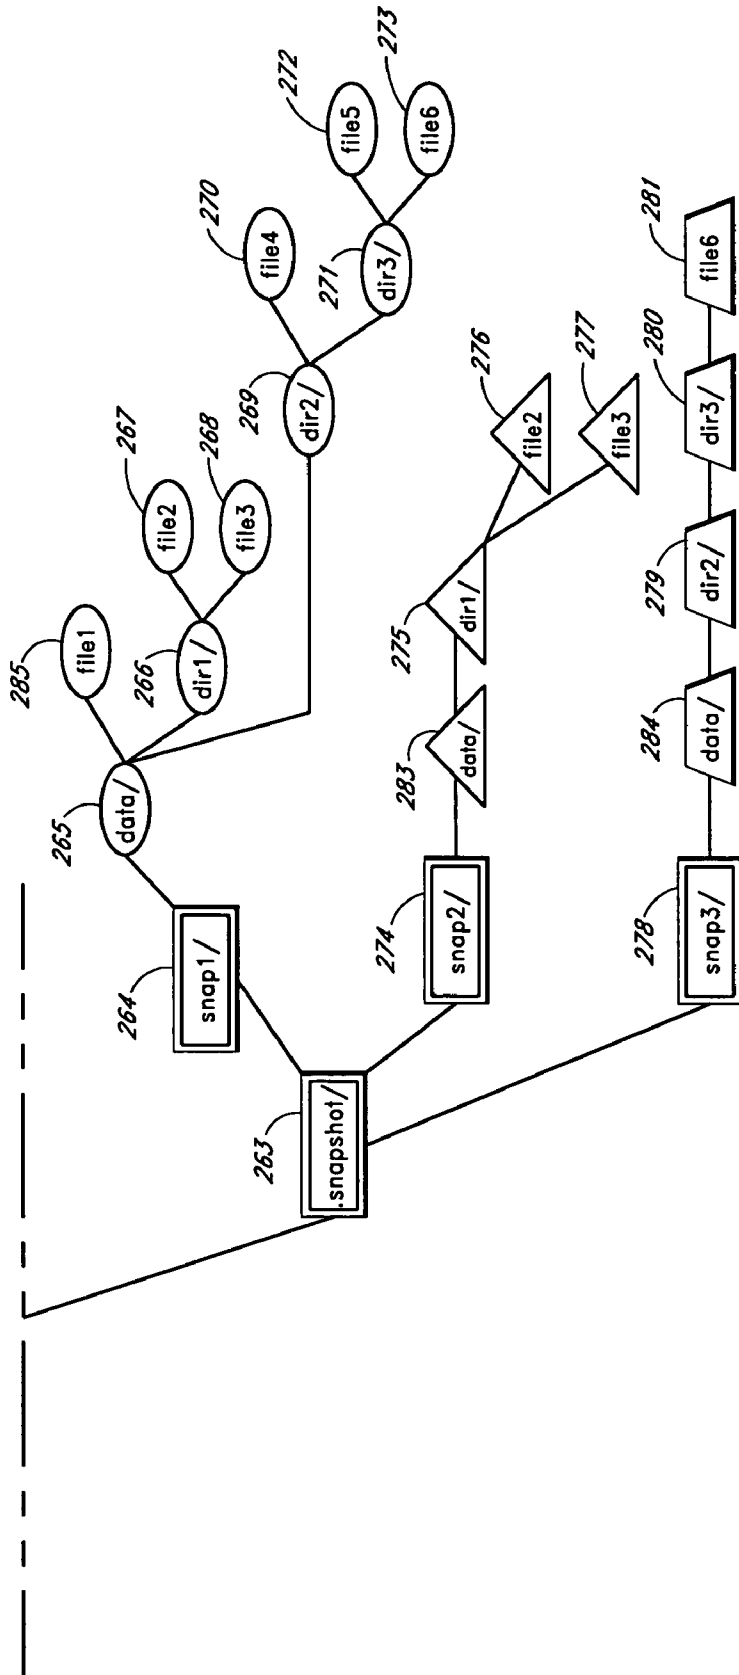 272
273
file5
file6
270
file4
271
dir3/
269
dir2/
267
268
file2
file3
285
file1
266
dir1/
265
data/
264
snap1/
263
.snapshot/
276
277
file2
file3
275
dir1/
283
data/
274
snap2/
281
file6
280
dir3/
279
dir2/
284
data/
278
snap3/